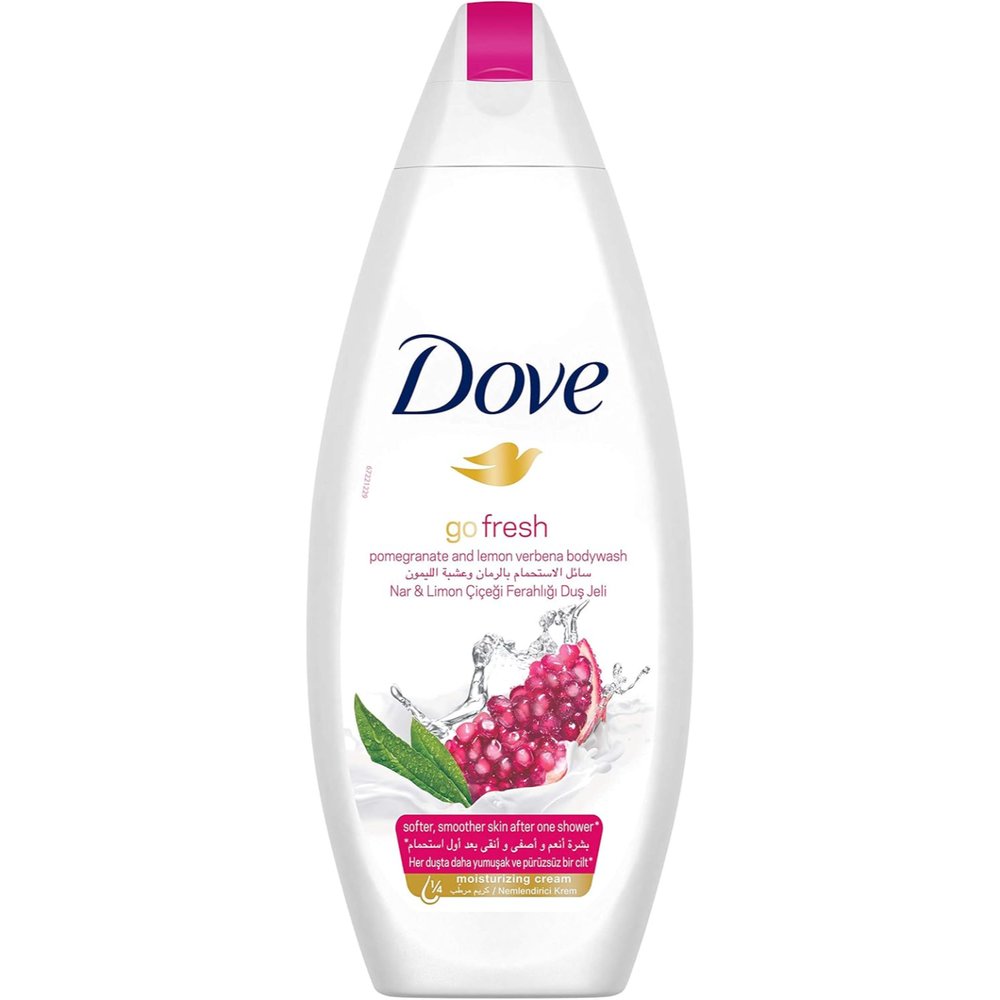 Dove
67221229
go fresh
pomegranate and lemon verbena bodywash
سائل الاستحمام بالرمان وعشبة الليمون
Nar & Limon Çiçeği Ferahlığı Duş Jeli
softer, smoother skin after one shower*
بشرة أنعم و أصفى و أنقى بعد أول استحمام*
Her duşta daha yumuşak ve pürüzsüz bir cilt*
1/4 moisturizing cream
كريم مرطب / Nemlendirici Krem